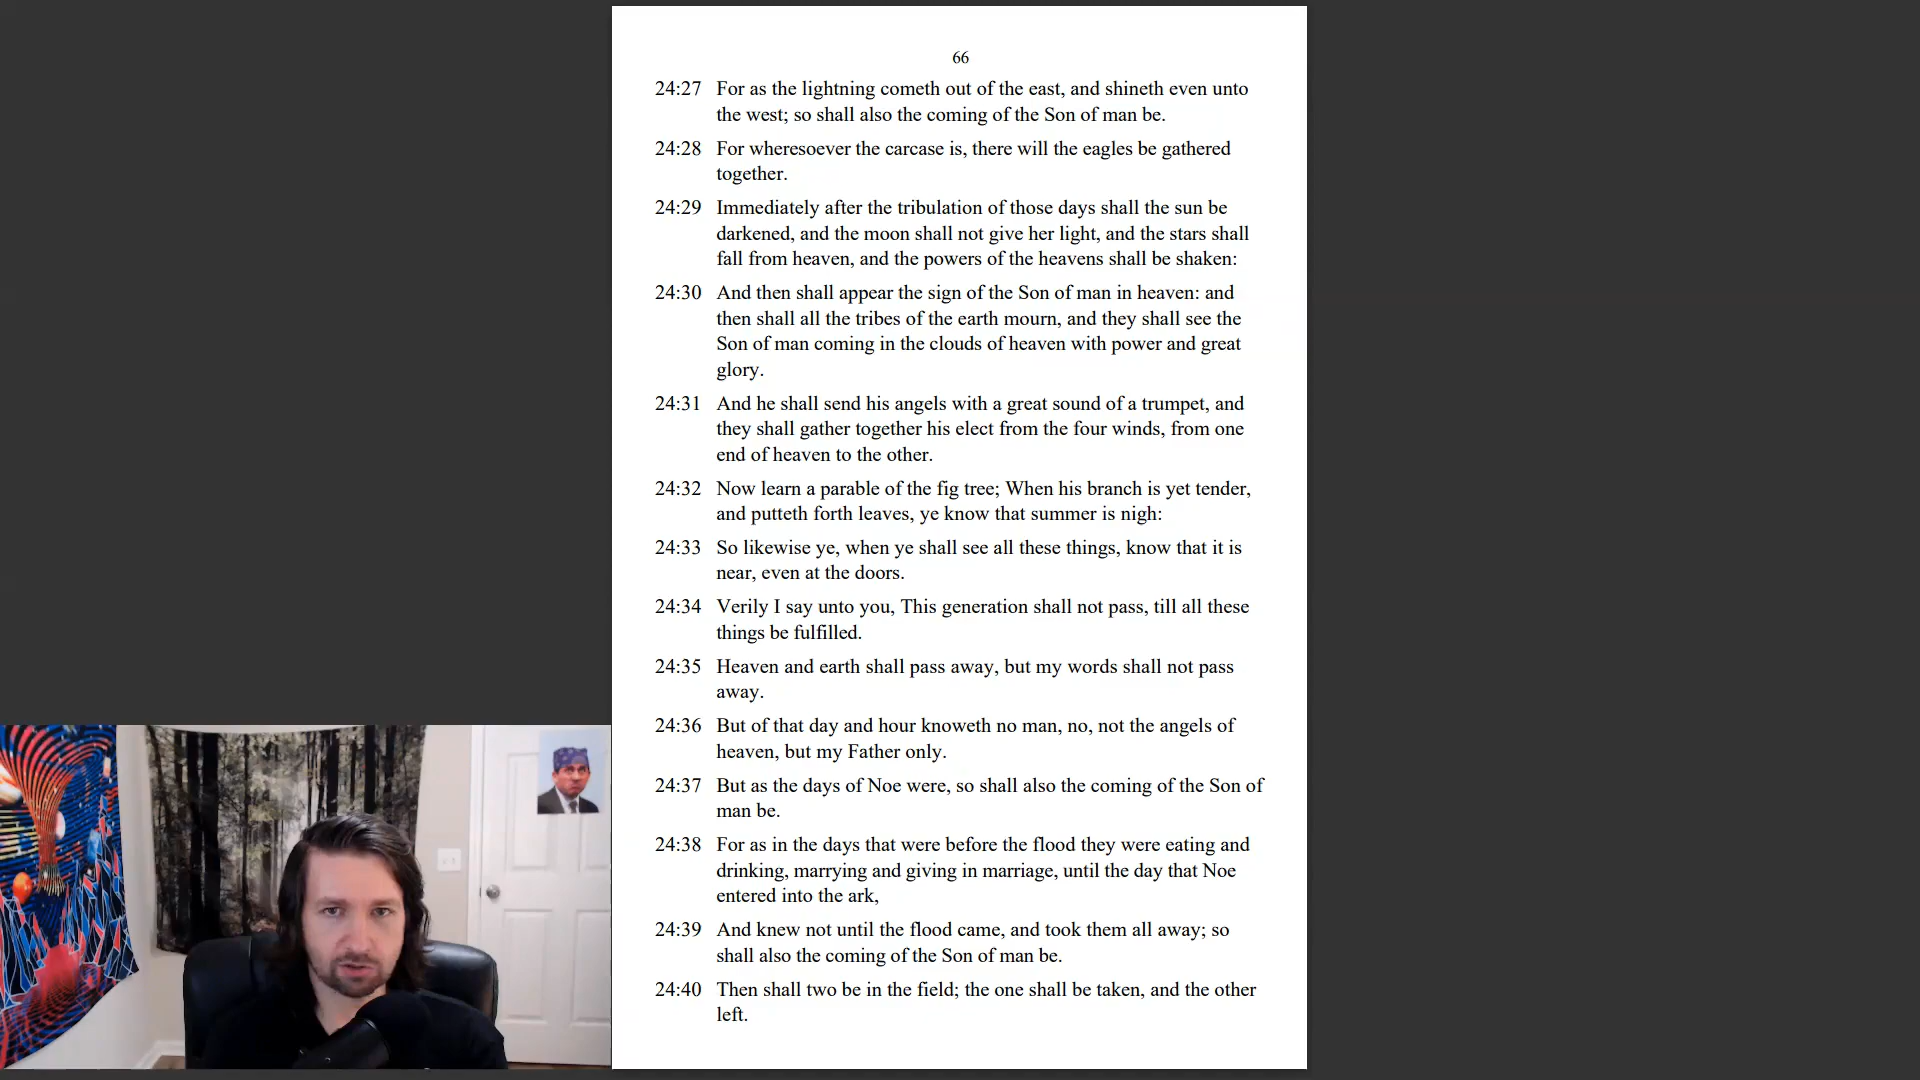 66
24:27 For as the lightning cometh out of the east, and shineth even unto
the west; so shall also the coming of the Son of man be.
24:28 For wheresoever the carcase is, there will the eagles be gathered
together.
24:29 Immediately after the tribulation of those days shall the sun be
darkened, and the moon shall not give her light, and the stars shall
fall from heaven, and the powers of the heavens shall be shaken:
24:30 And then shall appear the sign of the Son of man in heaven: and
then shall all the tribes of the earth mourn, and they shall see the
Son of man coming in the clouds of heaven with power and great
glory.
24:31 And he shall send his angels with a great sound of a trumpet, and
they shall gather together his elect from the four winds, from one
end of heaven to the other.
24:32 Now learn a parable of the fig tree; When his branch is yet tender,
and putteth forth leaves, ye know that summer is nigh:
24:33 So likewise ye, when ye shall see all these things, know that it is
near, even at the doors.
24:34 Verily I say unto you, This generation shall not pass, till all these
things be fulfilled.
24:35 Heaven and earth shall pass away, but my words shall not pass
away.
24:36 But of that day and hour knoweth no man, no, not the angels of
heaven, but my Father only.
24:37 But as the days of Noe were, so shall also the coming of the Son of
man be.
24:38 For as in the days that were before the flood they were eating and
drinking, marrying and giving in marriage, until the day that Noe
entered into the ark,
24:39 And knew not until the flood came, and took them all away; so
shall also the coming of the Son of man be.
24:40 Then shall two be in the field; the one shall be taken, and the other
left.